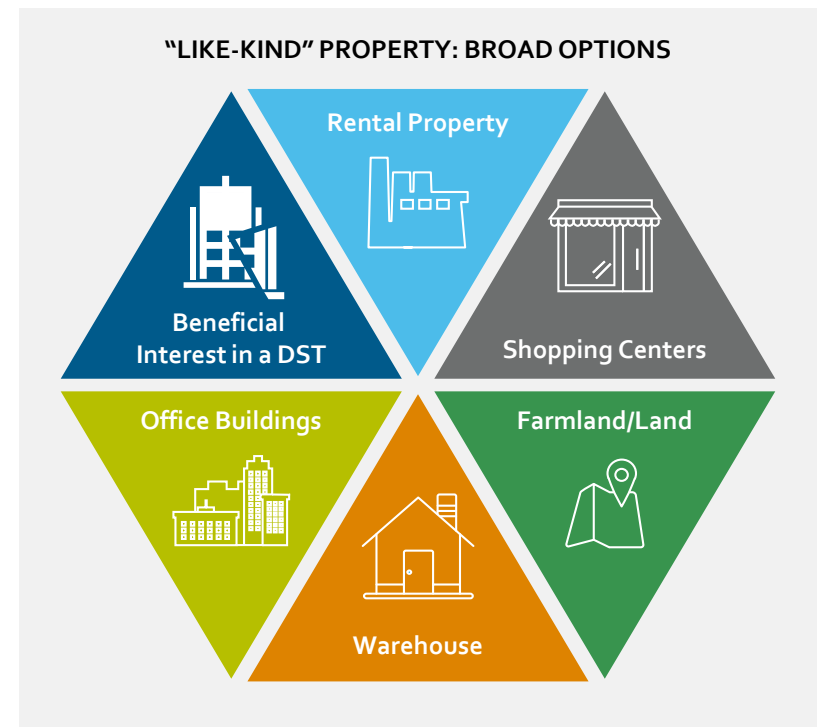 “LIKE-KIND” PROPERTY: BROAD OPTIONS
Rental Property
Beneficial
Interest in a DST
Shopping Centers
Office Buildings
Farmland/Land
Warehouse